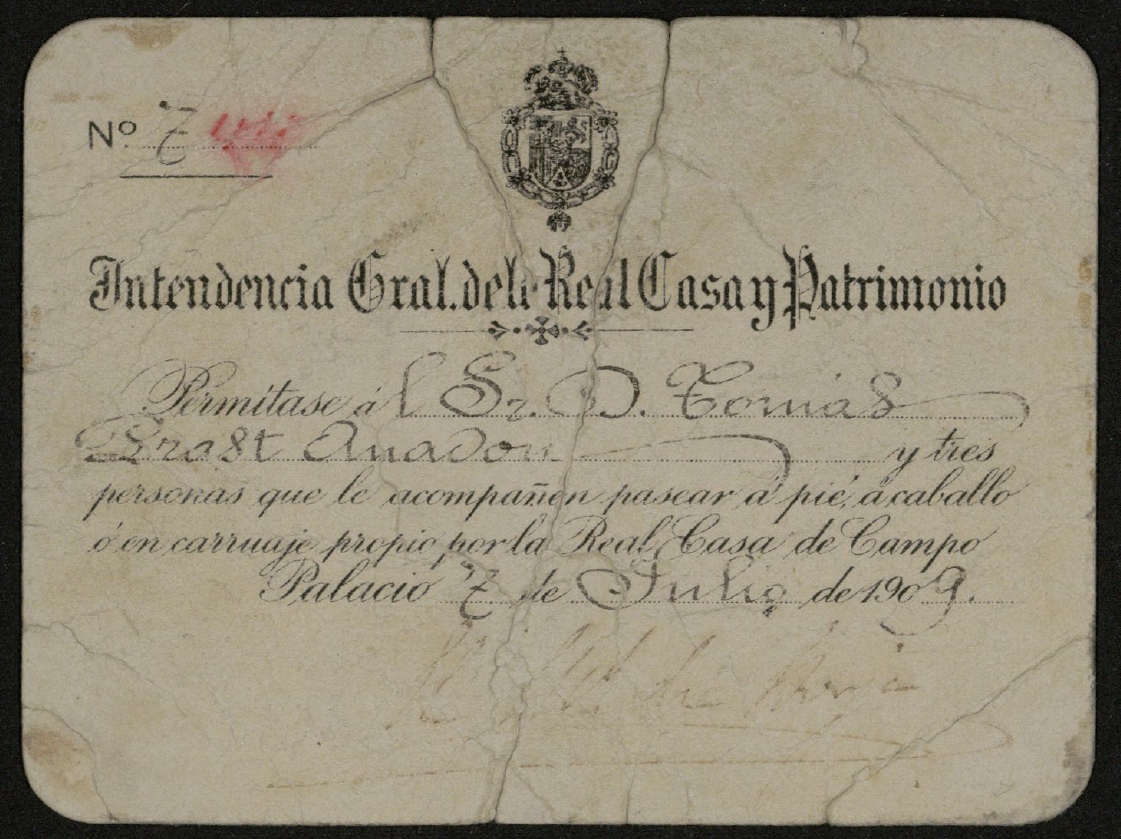 Nº 7
Intendencia Gral. de la Real Casa y Patrimonio
Permítase á l Sr. D. Tomás
Prast Anadon y tres
personas que le acompañen pasear á pié, á caballo
ó en carruaje propio por la Real Casa de Campo
Palacio 7 de Julio de 1909.